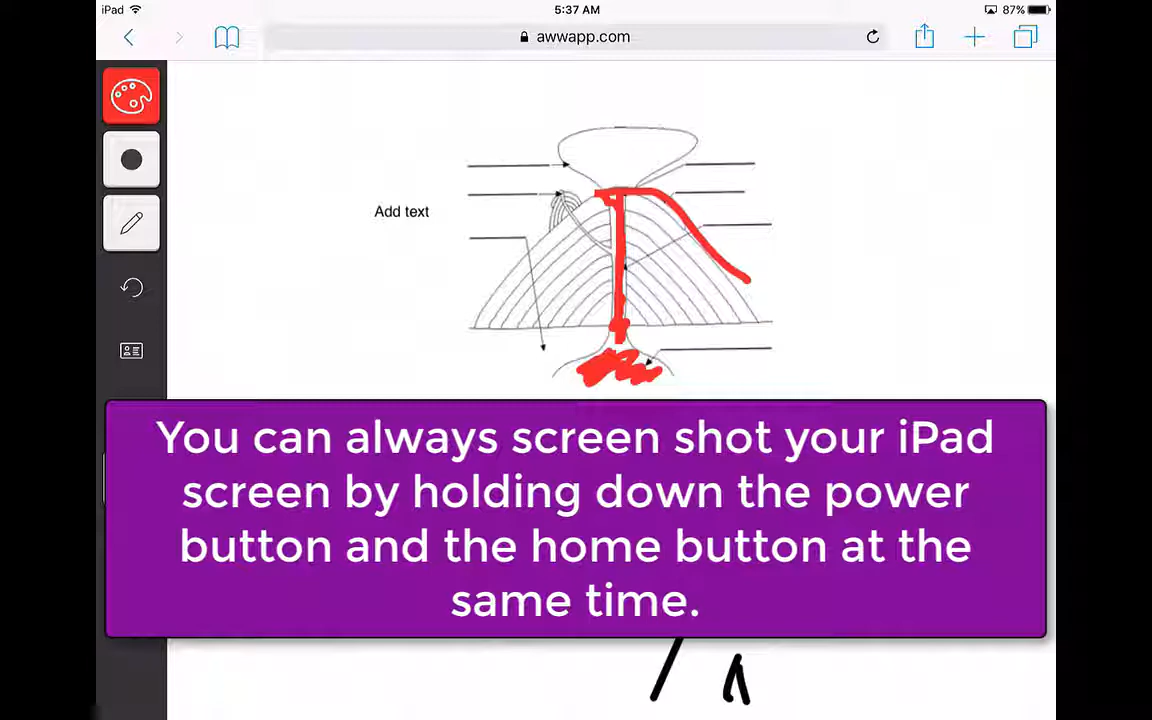 iPad
5:37 AM
87%
awwapp.com
Add text
You can always screen shot your iPad
screen by holding down the power
button and the home button at the
same time.